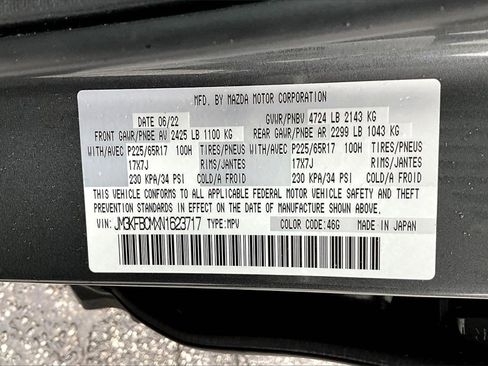 MFD. BY MAZDA MOTOR CORPORATION
DATE 06/22 GVWR/PNBV 4724 LB 2143 KG
FRONT GAWR/PNBE AV 2425 LB 1100 KG REAR GAWR/PNBE AR 2299 LB 1043 KG
WITH/AVEC P225/65R17 100H TIRES/PNEUS WITH/AVEC P225/65R17 100H TIRES/PNEUS
17X7J RIMS/JANTES 17X7J RIMS/JANTES
230 KPA/34 PSI COLD/A FROID 230 KPA/34 PSI COLD/A FROID
THIS VEHICLE CONFORMS TO ALL APPLICABLE FEDERAL MOTOR VEHICLE SAFETY AND THEFT
PREVENTION STANDARDS IN EFFECT ON THE DATE OF MANUFACTURE SHOWN ABOVE.
VIN: JM3KFBCMXN1623717 TYPE:MPV COLOR CODE:46G MADE IN JAPAN